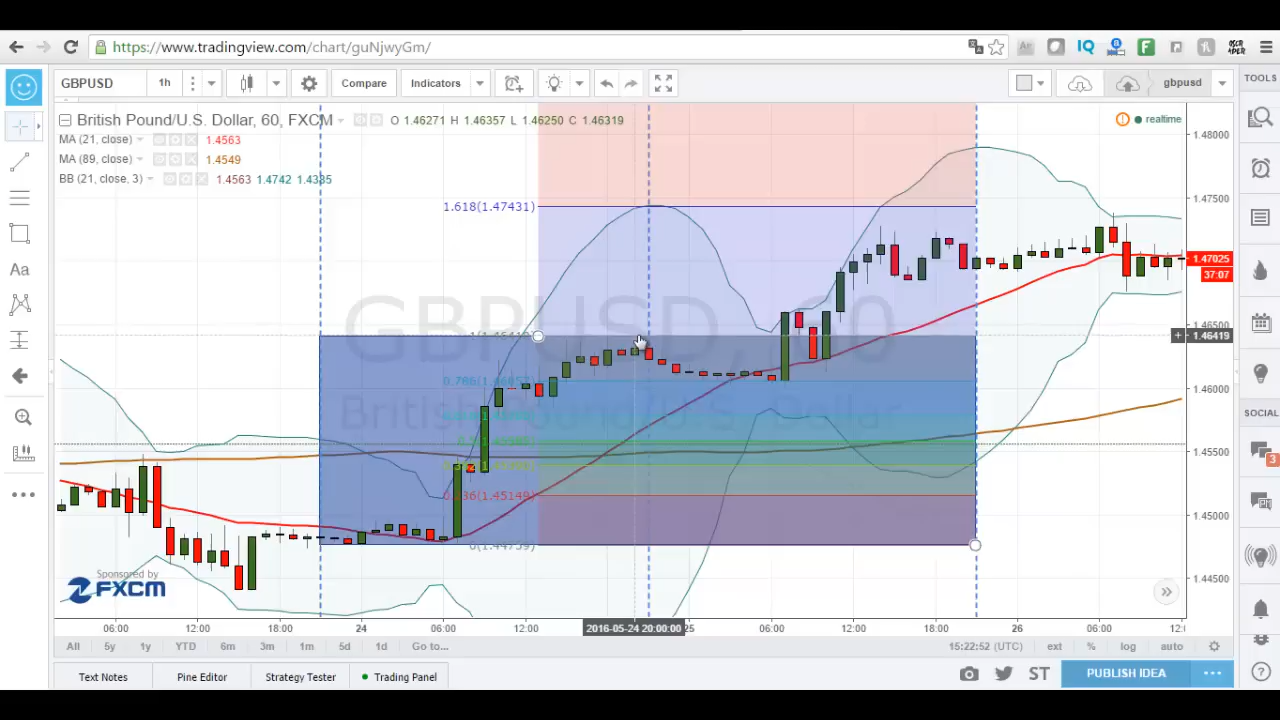 https://www.tradingview.com/chart/guNjwyGm/
GBPUSD 1h Compare Indicators gbpusd TOOLS
British Pound/U.S. Dollar, 60, FXCM O 1.46271 H 1.46357 L 1.46250 C 1.46319 realtime
MA (21, close) 1.4563
MA (89, close) 1.4549
BB (21, close, 3) 1.4563 1.4742 1.4385
1.48000
1.47500
1.618(1.47431)
1.47025
37:07
GBPUSD, 60
1.46500
1.46419
British Pound/U.S. Dollar
1.46000
1.45500
0.236(1.45149)
1.45000
0(1.44759)
1.44500
Sponsored by
FXCM
06:00 12:00 18:00 24 06:00 12:00 2016-05-24 20:00:00 25 06:00 12:00 18:00 26 06:00
All 5y 1y YTD 6m 3m 1m 5d 1d Go to... 15:22:52 (UTC) ext % log auto
Text Notes Pine Editor Strategy Tester Trading Panel ST PUBLISH IDEA
SOCIAL
3